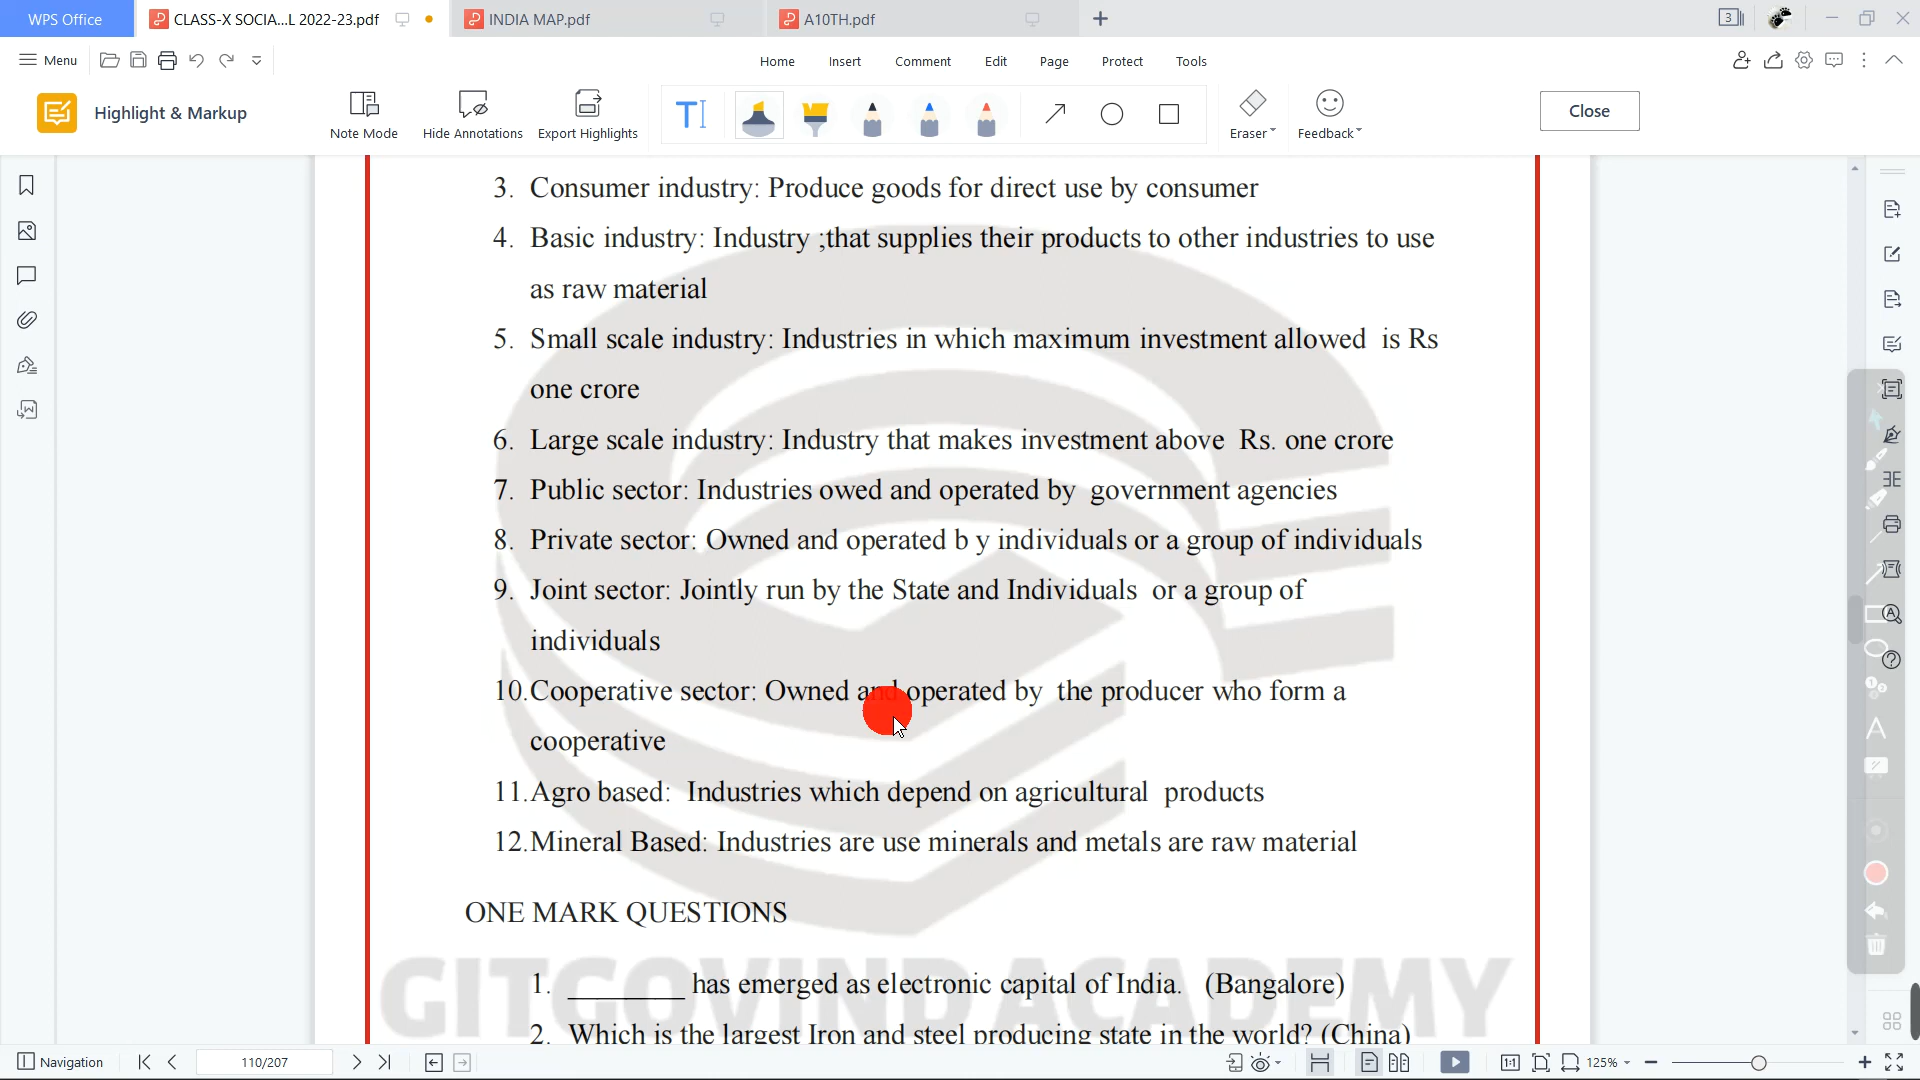 WPS Office
CLASS-X SOCIA...L 2022-23.pdf
INDIA MAP.pdf
A10TH.pdf
3
Menu
Home
Insert
Comment
Edit
Page
Protect
Tools
Highlight & Markup
Note Mode
Hide Annotations
Export Highlights
Eraser
Feedback
Close
3. Consumer industry: Produce goods for direct use by consumer
4. Basic industry: Industry ;that supplies their products to other industries to use
as raw material
5. Small scale industry: Industries in which maximum investment allowed is Rs
one crore
6. Large scale industry: Industry that makes investment above Rs. one crore
7. Public sector: Industries owed and operated by government agencies
8. Private sector: Owned and operated b y individuals or a group of individuals
9. Joint sector: Jointly run by the State and Individuals or a group of
individuals
10.Cooperative sector: Owned and operated by the producer who form a
cooperative
11.Agro based: Industries which depend on agricultural products
12.Mineral Based: Industries are use minerals and metals are raw material
ONE MARK QUESTIONS
1. ________ has emerged as electronic capital of India. (Bangalore)
2. Which is the largest Iron and steel producing state in the world? (China)
GITGOVIND ACADEMY
Navigation
110/207
125%